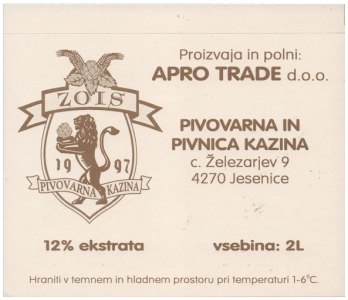 Proizvaja in polni:
APRO TRADE d.o.o.
ZOIS
19 97
PIVOVARNA KAZINA
PIVOVARNA IN
PIVNICA KAZINA
c. Železarjev 9
4270 Jesenice
12% ekstrata
vsebina: 2L
Hraniti v temnem in hladnem prostoru pri temperaturi 1-6°C.